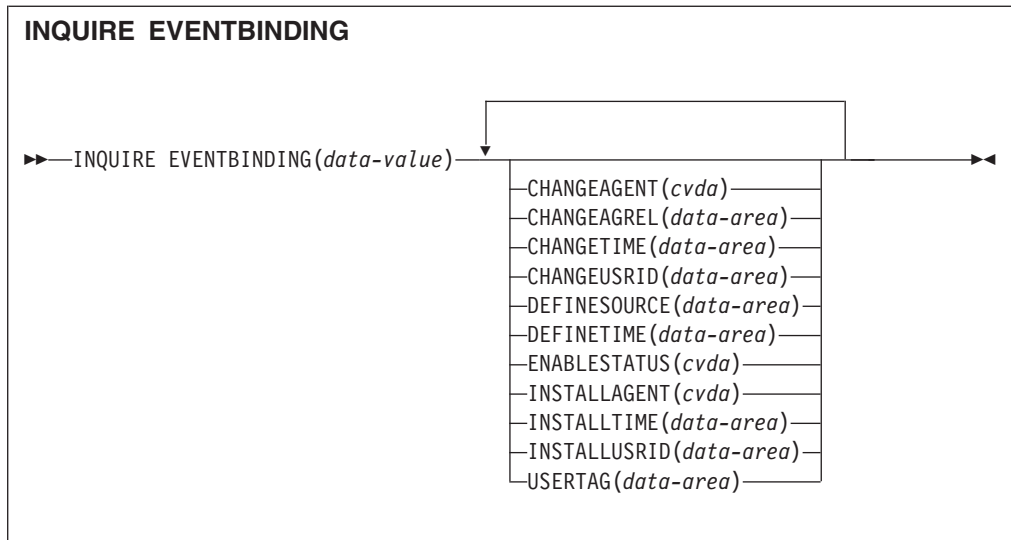 INQUIRE EVENTBINDING
INQUIRE EVENTBINDING(data-value)
CHANGEAGENT(cvda)
CHANGEAGREL(data-area)
CHANGETIME(data-area)
CHANGEUSRID(data-area)
DEFINESOURCE(data-area)
DEFINETIME(data-area)
ENABLESTATUS(cvda)
INSTALLAGENT(cvda)
INSTALLTIME(data-area)
INSTALLUSRID(data-area)
USERTAG(data-area)